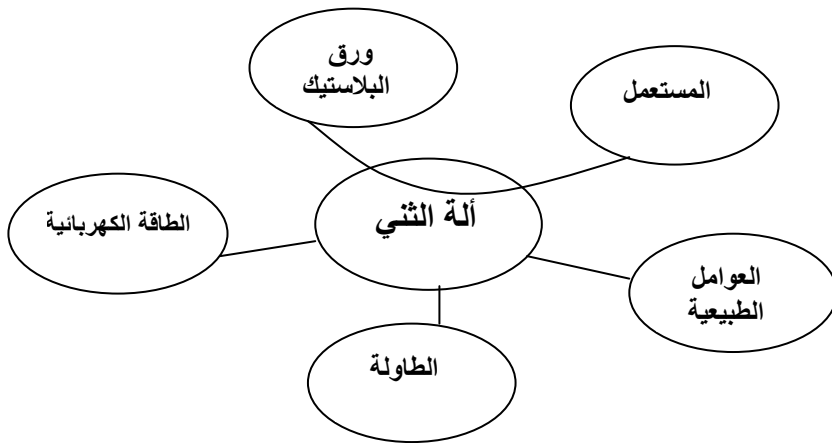 ورق
البلاستيك
المستعمل
ألة الثني
الطاقة الكهربائية
العوامل
الطبيعية
الطاولة